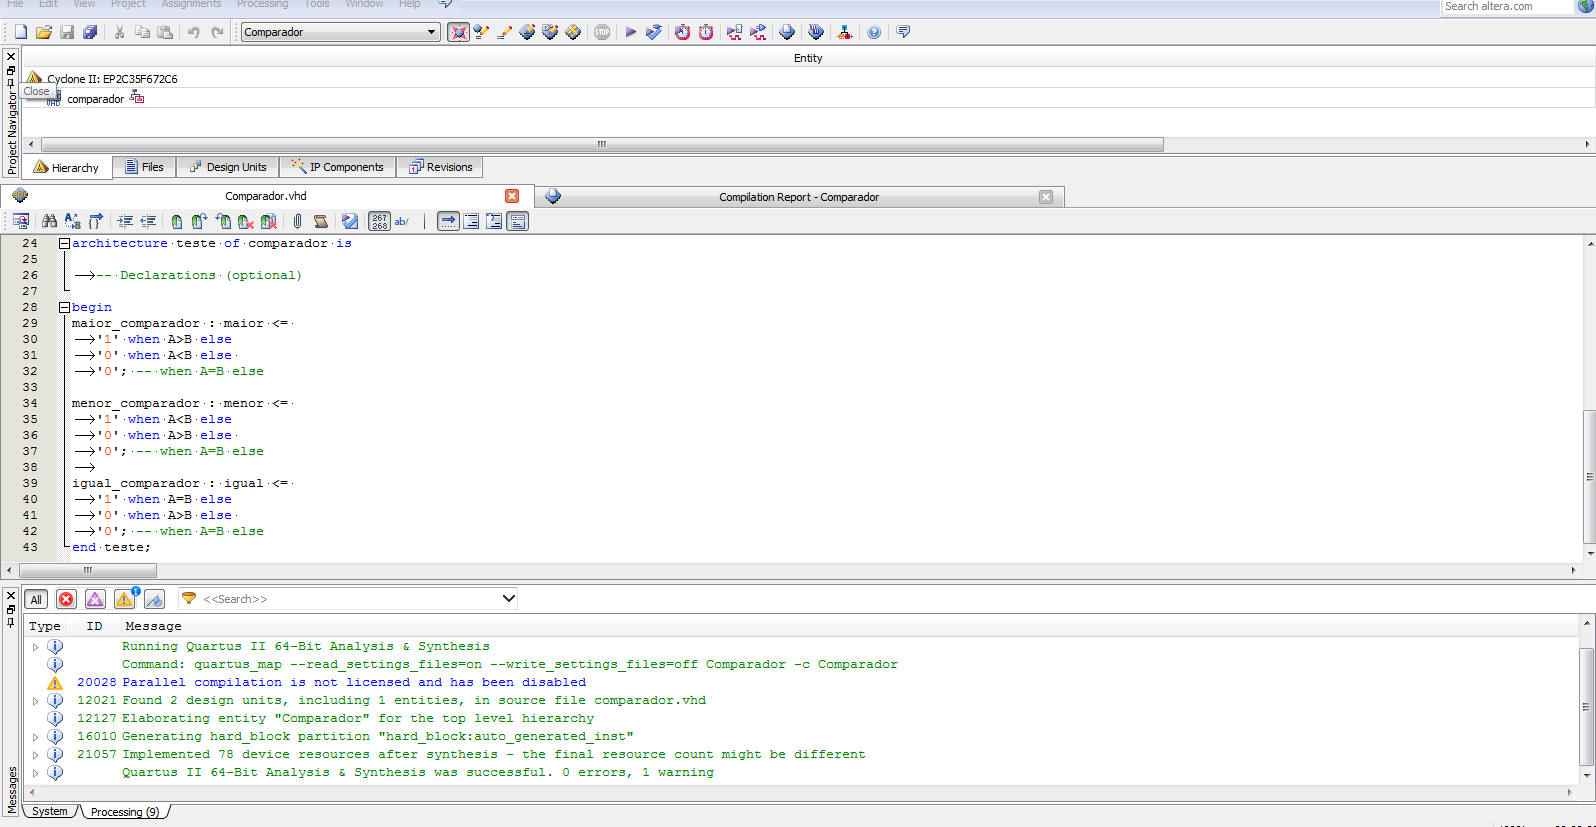 File Edit View Project Assignments Processing Tools Window Help
Search altera.com
Comparador
STOP
Entity
Cyclone II: EP2C35F672C6
Close
comparador
Project Navigator
Hierarchy Files Design Units IP Components Revisions
Comparador.vhd
Compilation Report - Comparador
267
268
ab/
24 architecture teste of comparador is
25
26 -- Declarations (optional)
27
28 begin
29 maior_comparador : maior <=
30 '1' when A>B else
31 '0' when A<B else
32 '0'; -- when A=B else
33
34 menor_comparador : menor <=
35 '1' when A<B else
36 '0' when A>B else
37 '0'; -- when A=B else
38
39 igual_comparador : igual <=
40 '1' when A=B else
41 '0' when A>B else
42 '0'; -- when A=B else
43 end teste;
All
1
<<Search>>
Type ID Message
Running Quartus II 64-Bit Analysis & Synthesis
Command: quartus_map --read_settings_files=on --write_settings_files=off Comparador -c Comparador
20028 Parallel compilation is not licensed and has been disabled
12021 Found 2 design units, including 1 entities, in source file comparador.vhd
12127 Elaborating entity "Comparador" for the top level hierarchy
16010 Generating hard_block partition "hard_block:auto_generated_inst"
21057 Implemented 78 device resources after synthesis - the final resource count might be different
Quartus II 64-Bit Analysis & Synthesis was successful. 0 errors, 1 warning
Messages
System Processing (9)